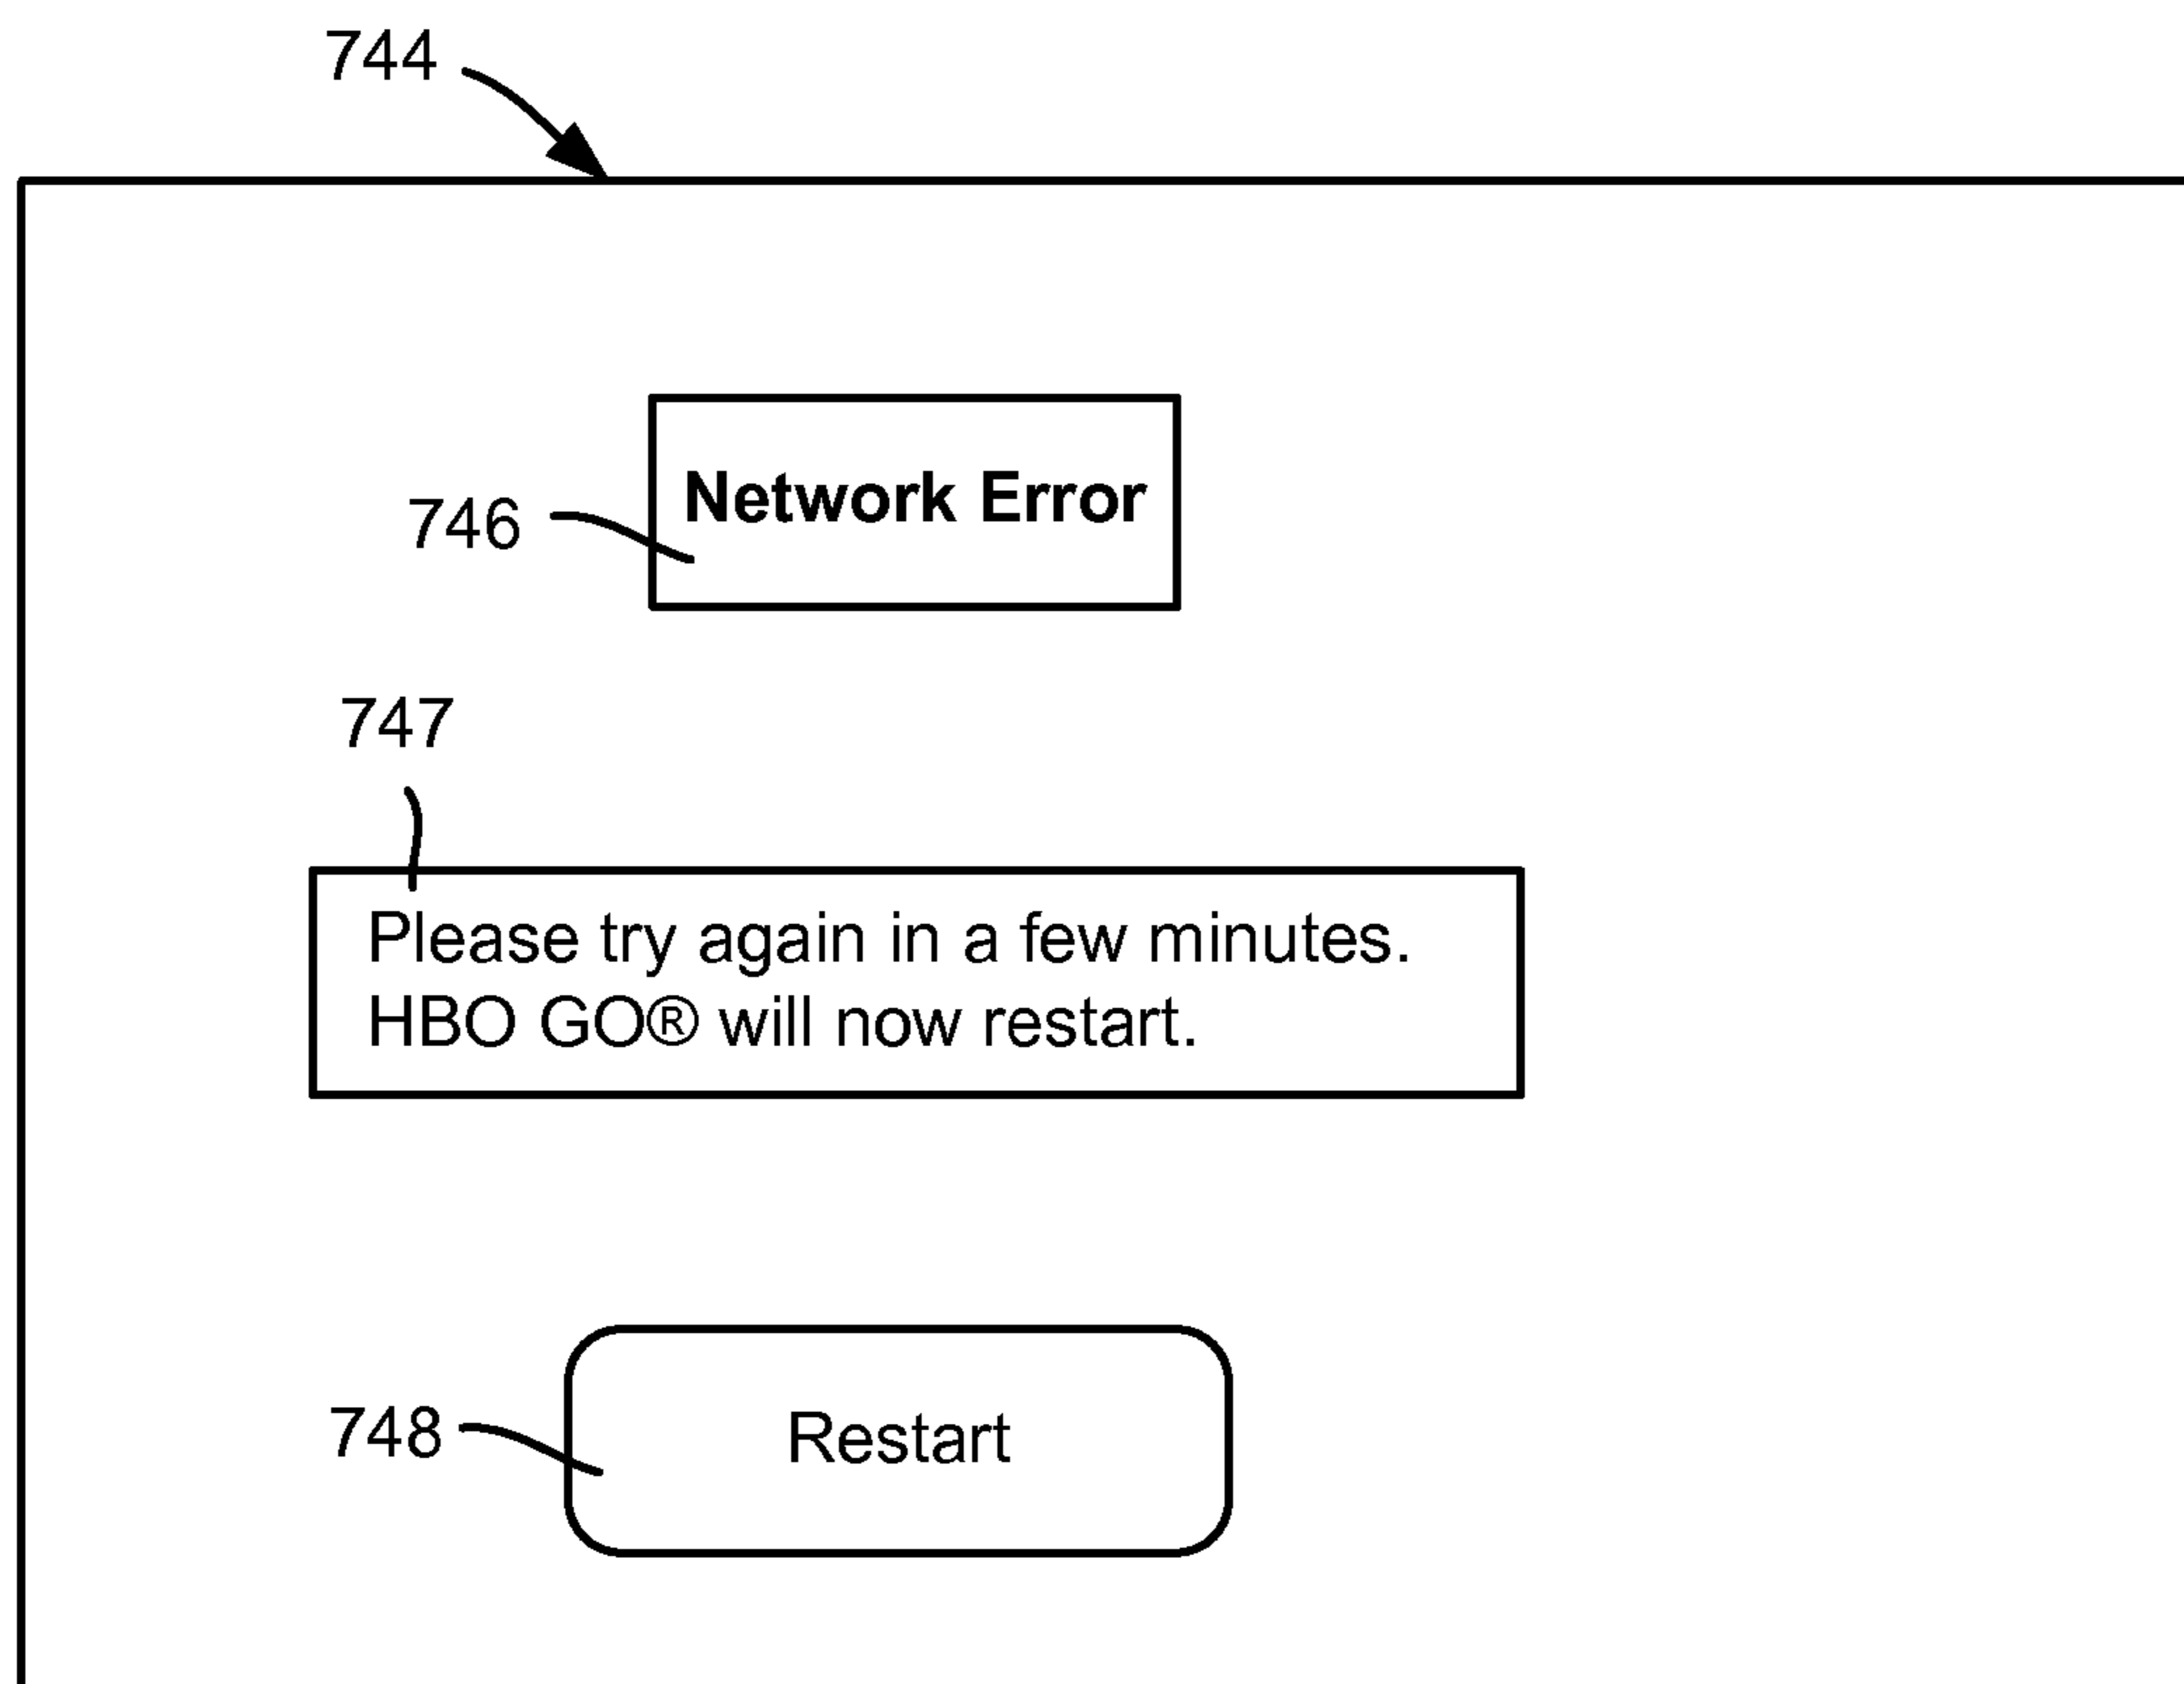 744
Network Error
746
747
Please try again in a few minutes.
HBO GO® will now restart.
748
Restart